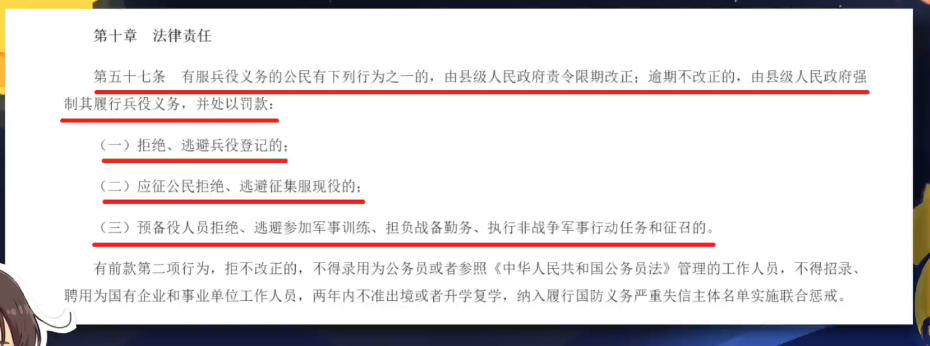 第十章 法律责任
第五十七条 有服兵役义务的公民有下列行为之一的，由县级人民政府责令限期改正；逾期不改正的，由县级人民政府强
制其履行兵役义务，并处以罚款：
（一）拒绝、逃避兵役登记的；
（二）应征公民拒绝、逃避征集服现役的；
（三）预备役人员拒绝、逃避参加军事训练、担负战备勤务、执行非战争军事行动任务和征召的。
有前款第二项行为，拒不改正的，不得录用为公务员或者参照《中华人民共和国公务员法》管理的工作人员，不得招录、
聘用为国有企业和事业单位工作人员，两年内不准出境或者升学复学，纳入履行国防义务严重失信主体名单实施联合惩戒。